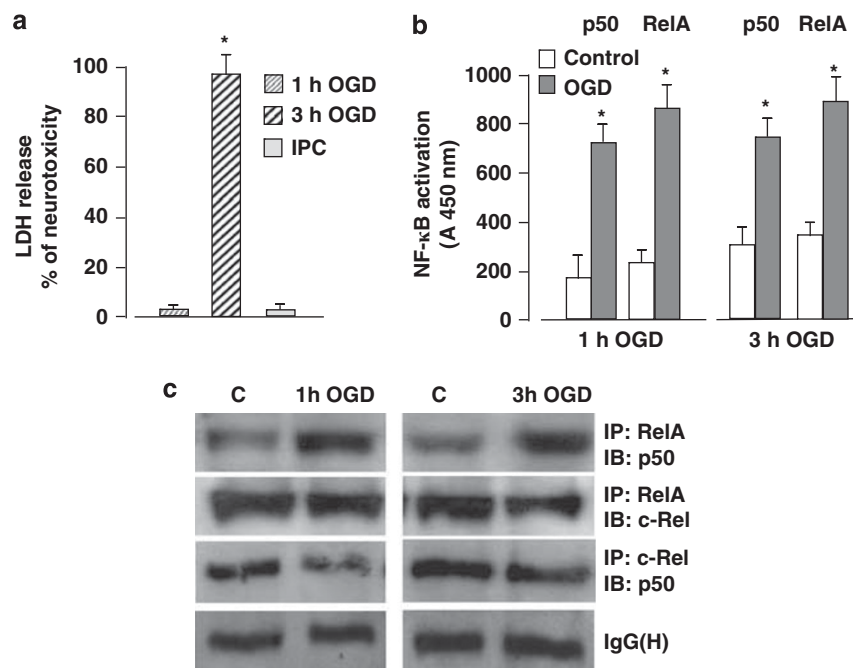 a
LDH release
% of neurotoxicity
100
80
60
40
20
0
*
1 h OGD
3 h OGD
IPC
b
p50 RelA p50 RelA
Control
OGD
NF-κB activation
(A 450 nm)
1000
800
600
400
200
0
* * * *
1 h OGD 3 h OGD
c
C 1h OGD C 3h OGD
IP: RelA
IB: p50
IP: RelA
IB: c-Rel
IP: c-Rel
IB: p50
IgG(H)